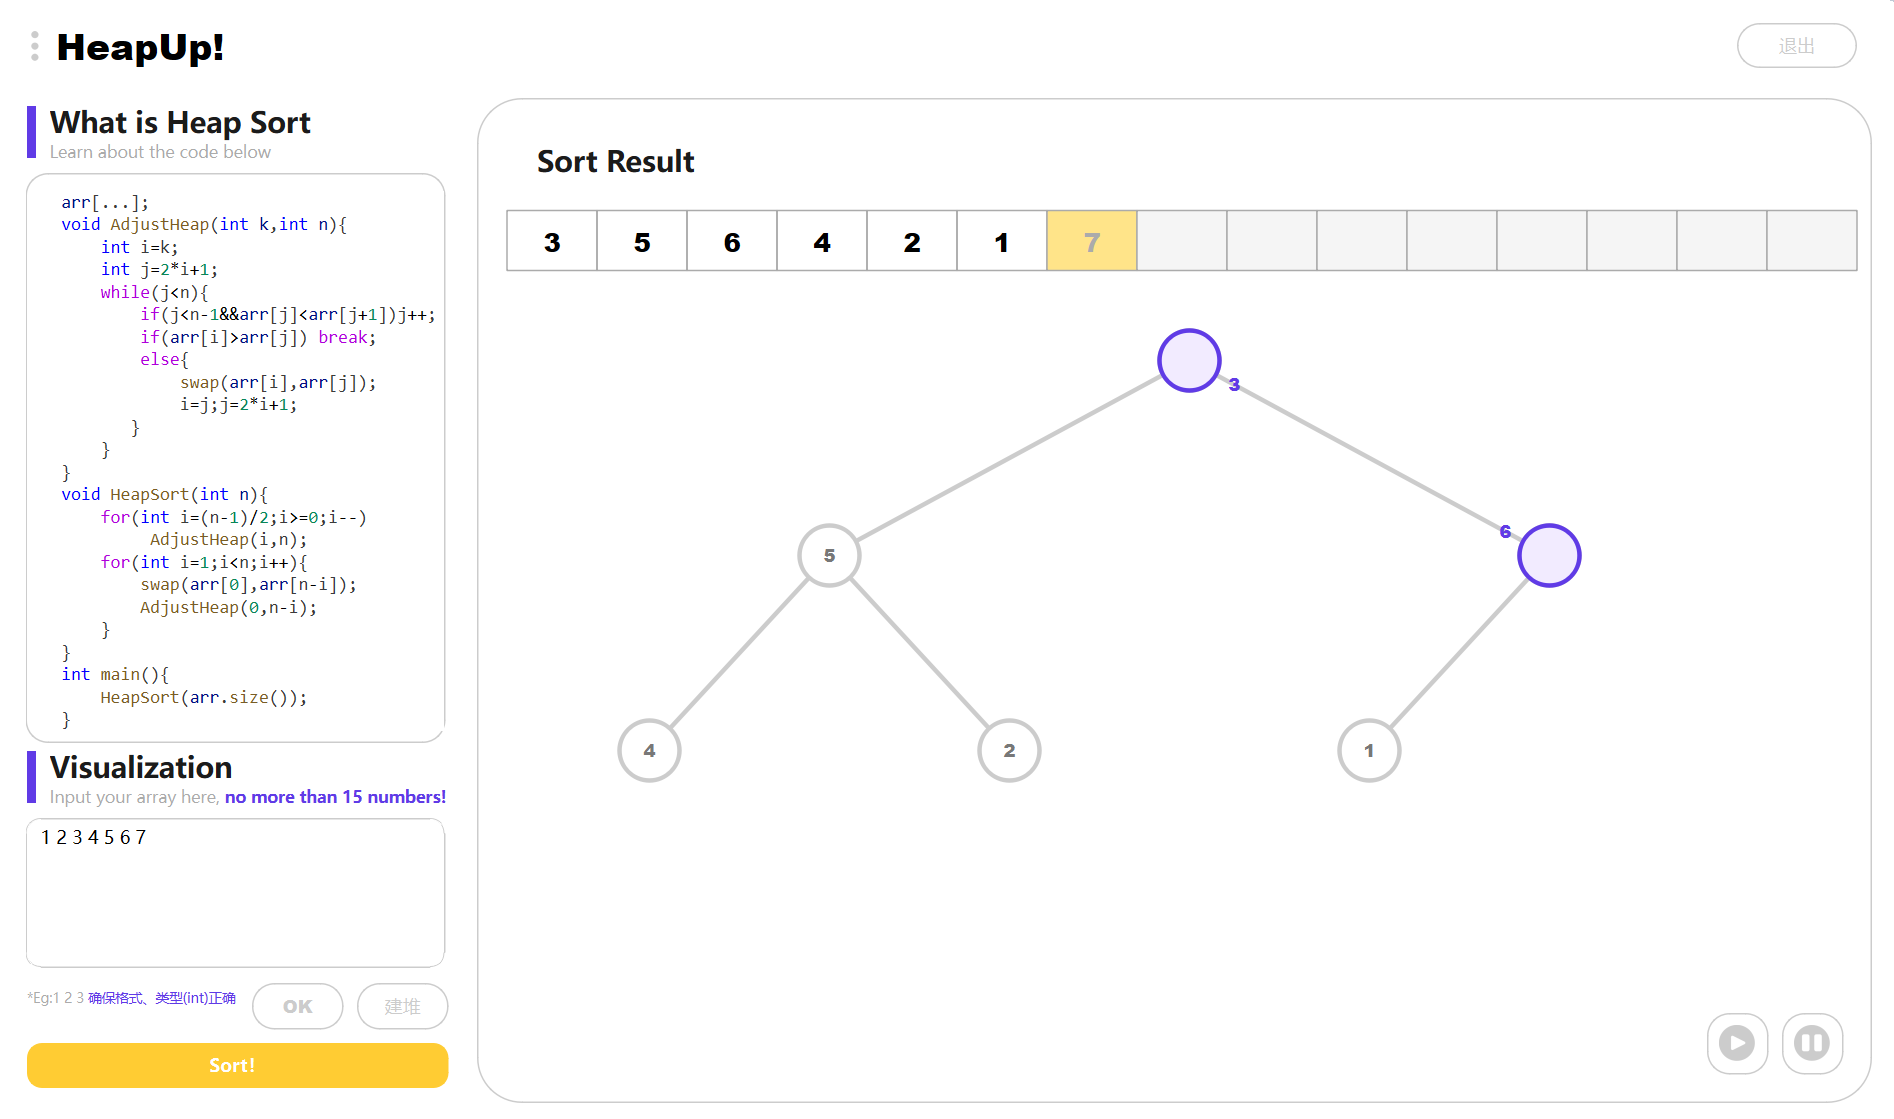 HeapUp!
退出
What is Heap Sort
Learn about the code below
arr[...];
void AdjustHeap(int k,int n){
    int i=k;
    int j=2*i+1;
    while(j<n){
        if(j<n-1&&arr[j]<arr[j+1])j++;
        if(arr[i]>arr[j]) break;
        else{
            swap(arr[i],arr[j]);
            i=j;j=2*i+1;
       }
    }
}
void HeapSort(int n){
    for(int i=(n-1)/2;i>=0;i--)
         AdjustHeap(i,n);
    for(int i=1;i<n;i++){
        swap(arr[0],arr[n-i]);
        AdjustHeap(0,n-i);
    }
}
int main(){
    HeapSort(arr.size());
}
Visualization
Input your array here, no more than 15 numbers!
1 2 3 4 5 6 7
*Eg:1 2 3 确保格式、类型(int)正确
OK
建堆
Sort!
Sort Result
3 5 6 4 2 1 7
3
6
5
4 2 1